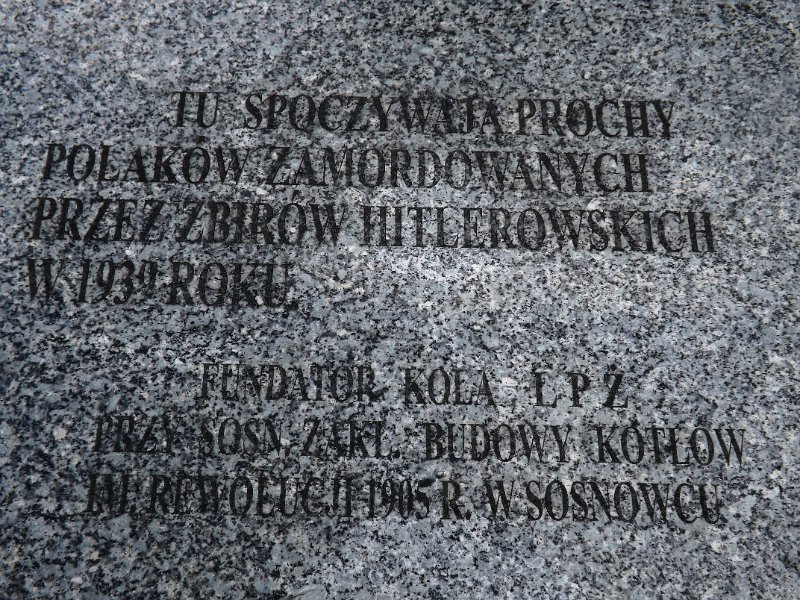 TU SPOCZYWAJĄ PROCHY
POLAKÓW ZAMORDOWANYCH
PRZEZ ZBIRÓW HITLEROWSKICH
W 1939 ROKU
FUNDATOR KOŁA L P Ż
PRZY SOSN. ZAKŁ. BUDOWY KOTŁÓW
IM. REWOLUCJI 1905 R. W SOSNOWCU